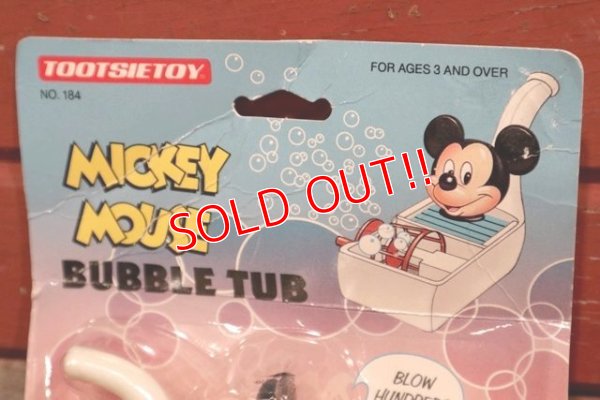 TOOTSIETOY
NO. 184
FOR AGES 3 AND OVER
MICKEY
MOUSE
BUBBLE TUB
SOLD OUT!!
BLOW